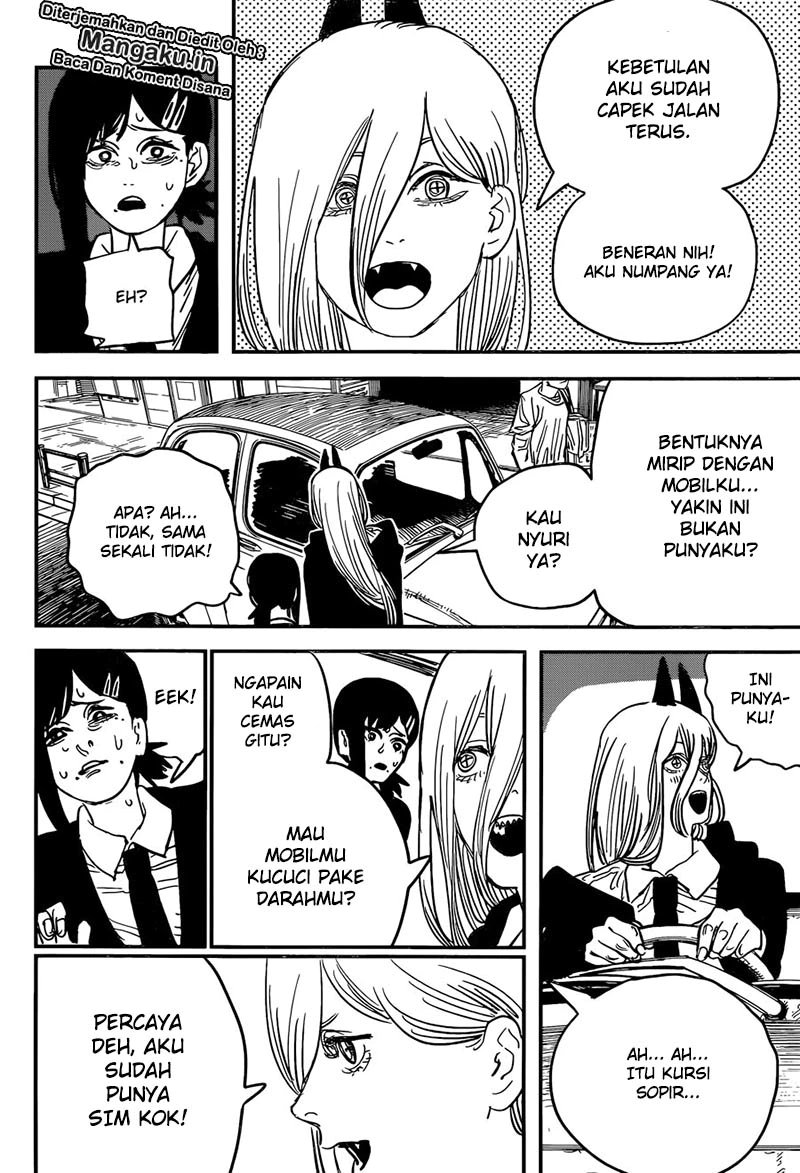 Diterjemahkan dan Diedit Oleh :
Mangaku.in
Baca Dan Koment Disana
KEBETULAN
AKU SUDAH
CAPEK JALAN
TERUS.
BENERAN NIH!
AKU NUMPANG YA!
EH?
BENTUKNYA
MIRIP DENGAN
MOBILKU...
YAKIN INI
BUKAN
PUNYAKU?
KAU
NYURI
YA?
APA? AH...
TIDAK, SAMA
SEKALI TIDAK!
EEK!
NGAPAIN
KAU
CEMAS
GITU?
MAU
MOBILMU
KUCUCI PAKE
DARAHMU?
INI
PUNYA-
KU!
AH... AH...
ITU KURSI
SOPIR...
PERCAYA
DEH, AKU
SUDAH
PUNYA
SIM KOK!